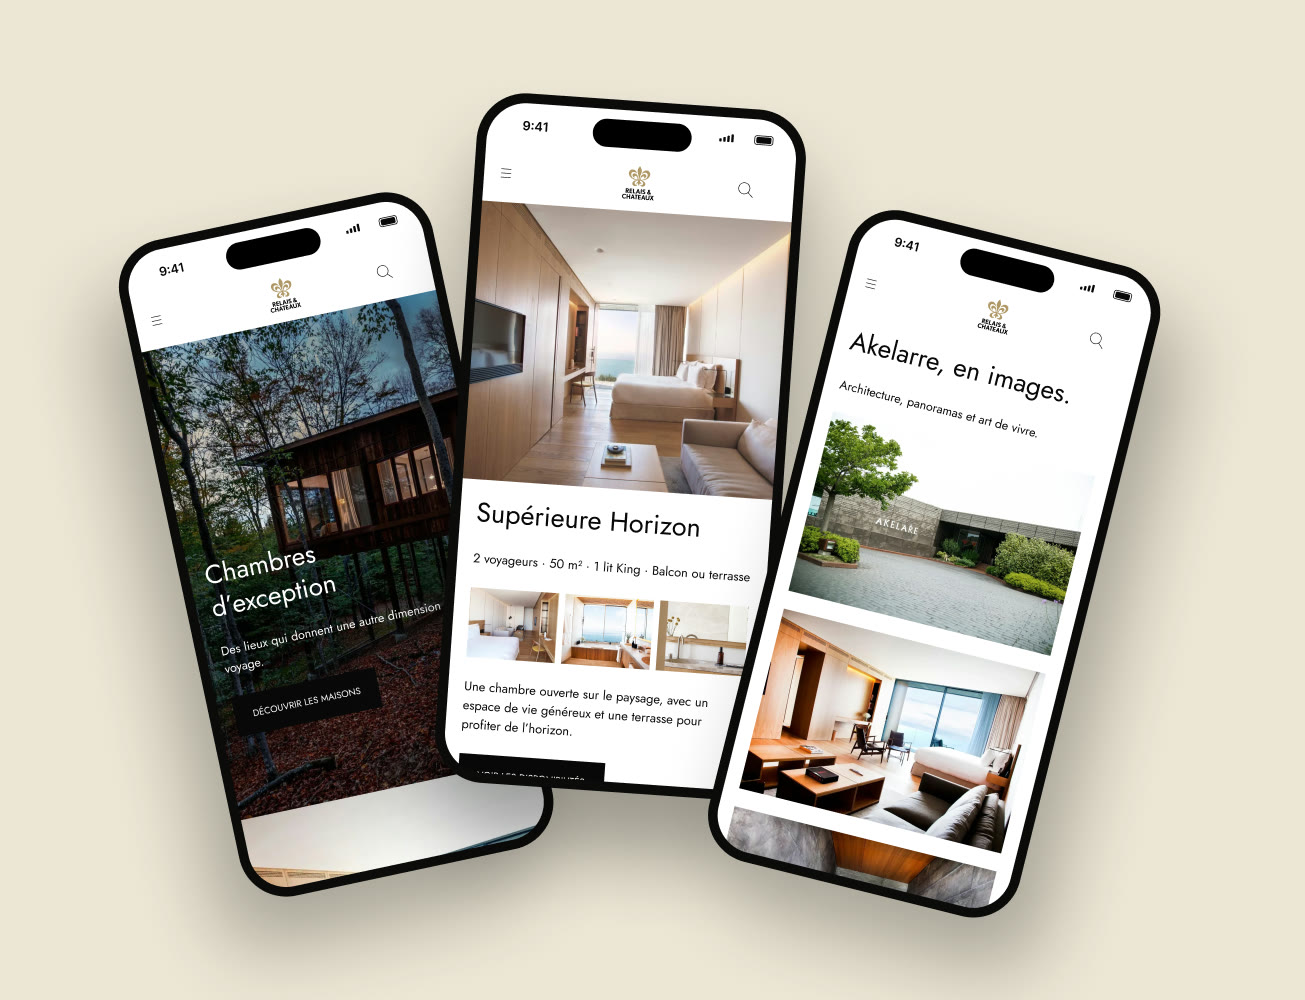 9:41
RELAIS &
CHATEAUX
Chambres
d'exception
Des lieux qui donnent une autre dimension
voyage.
DÉCOUVRIR LES MAISONS
9:41
RELAIS &
CHATEAUX
Supérieure Horizon
2 voyageurs · 50 m² · 1 lit King · Balcon ou terrasse
Une chambre ouverte sur le paysage, avec un
espace de vie généreux et une terrasse pour
profiter de l'horizon.
VOIR LES DISPONIBILITÉS
9:41
RELAIS &
CHATEAUX
Akelarre, en images.
Architecture, panoramas et art de vivre.
AKELARE